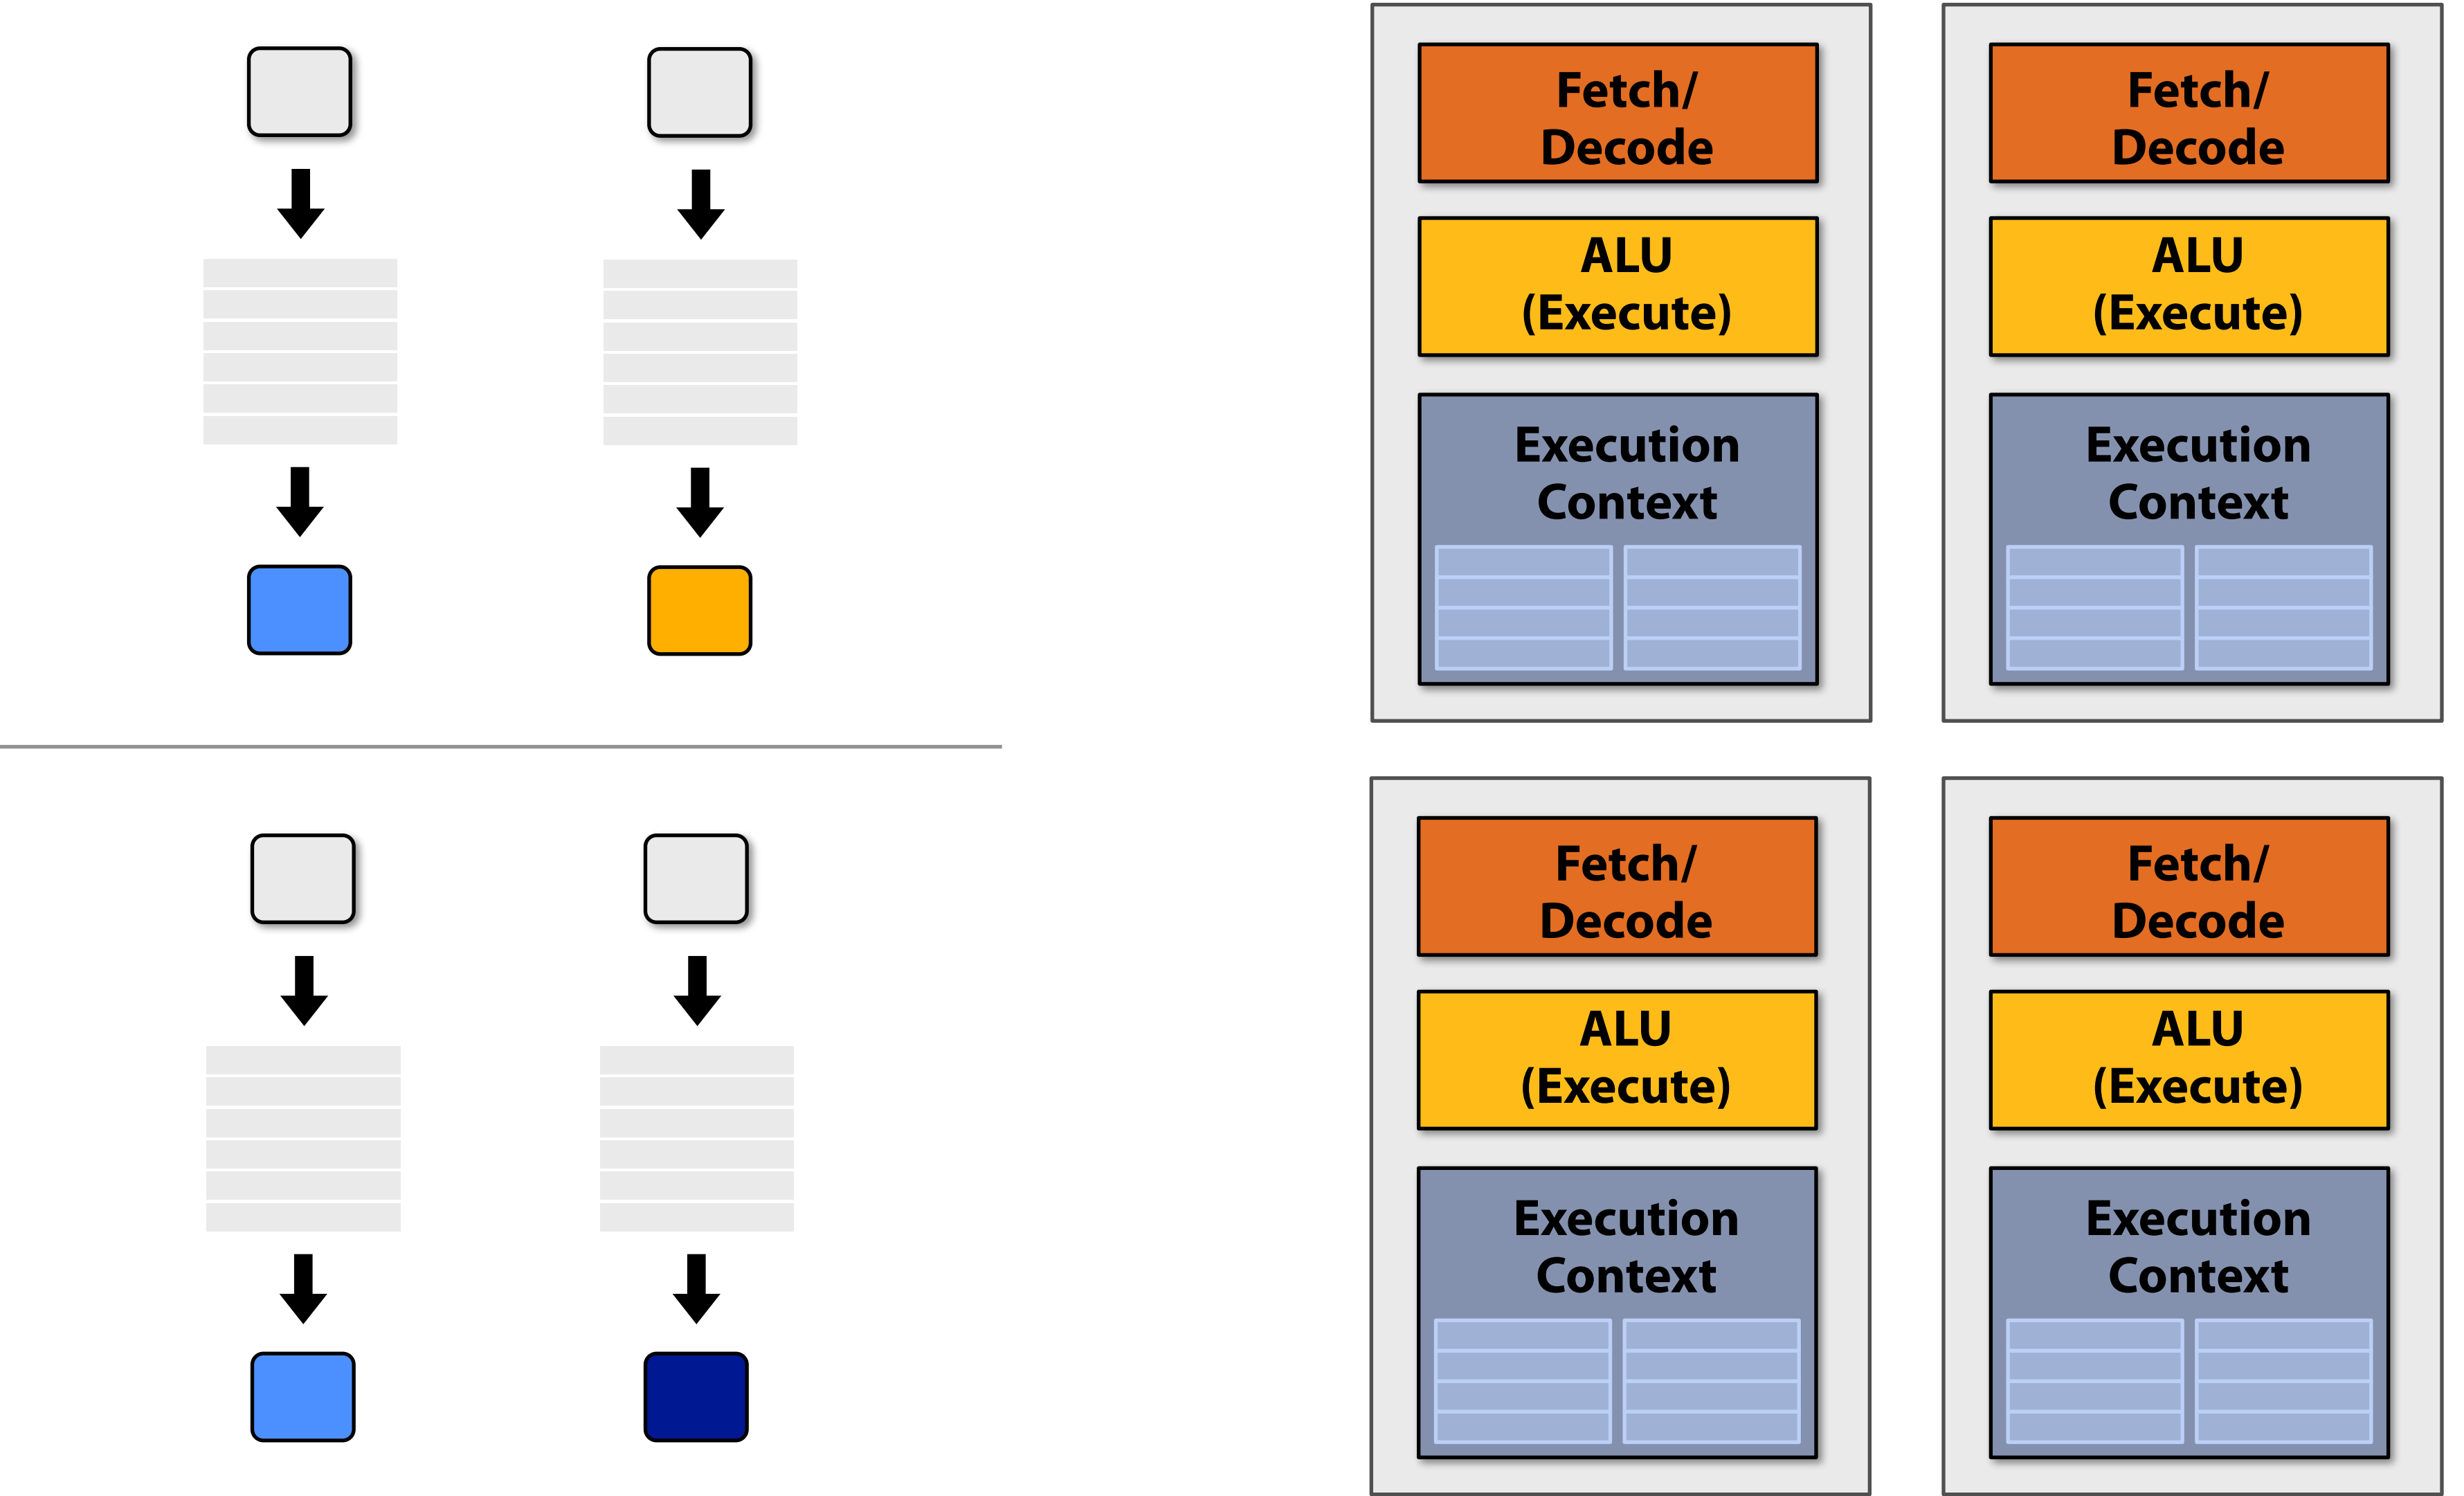 Fetch/
Decode
ALU
(Execute)
Execution
Context
Fetch/
Decode
ALU
(Execute)
Execution
Context
Fetch/
Decode
ALU
(Execute)
Execution
Context
Fetch/
Decode
ALU
(Execute)
Execution
Context